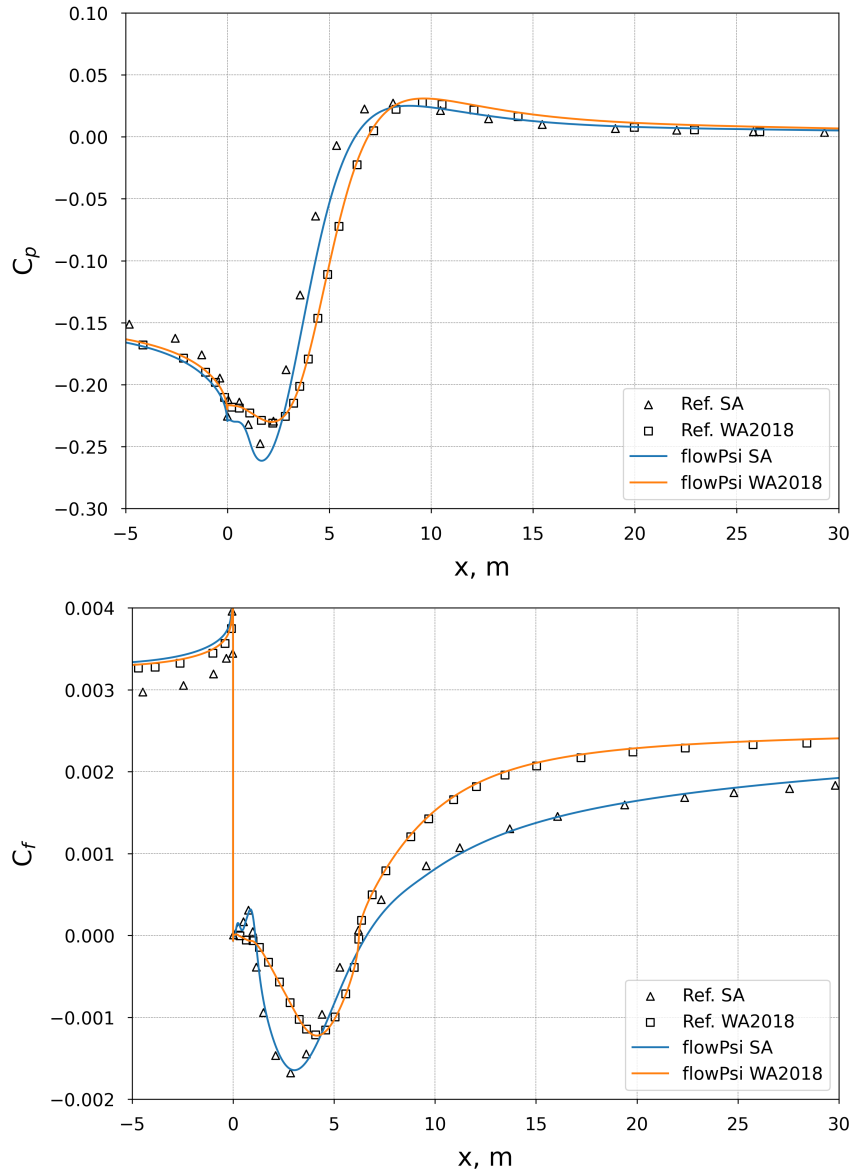 0.10
0.05
0.00
−0.05
−0.10
−0.15
−0.20
−0.25
−0.30
C_p
−5
0
5
10
15
20
25
30
x, m
Ref. SA
Ref. WA2018
flowPsi SA
flowPsi WA2018
0.004
0.003
0.002
0.001
0.000
−0.001
−0.002
C_f
−5
0
5
10
15
20
25
30
x, m
Ref. SA
Ref. WA2018
flowPsi SA
flowPsi WA2018